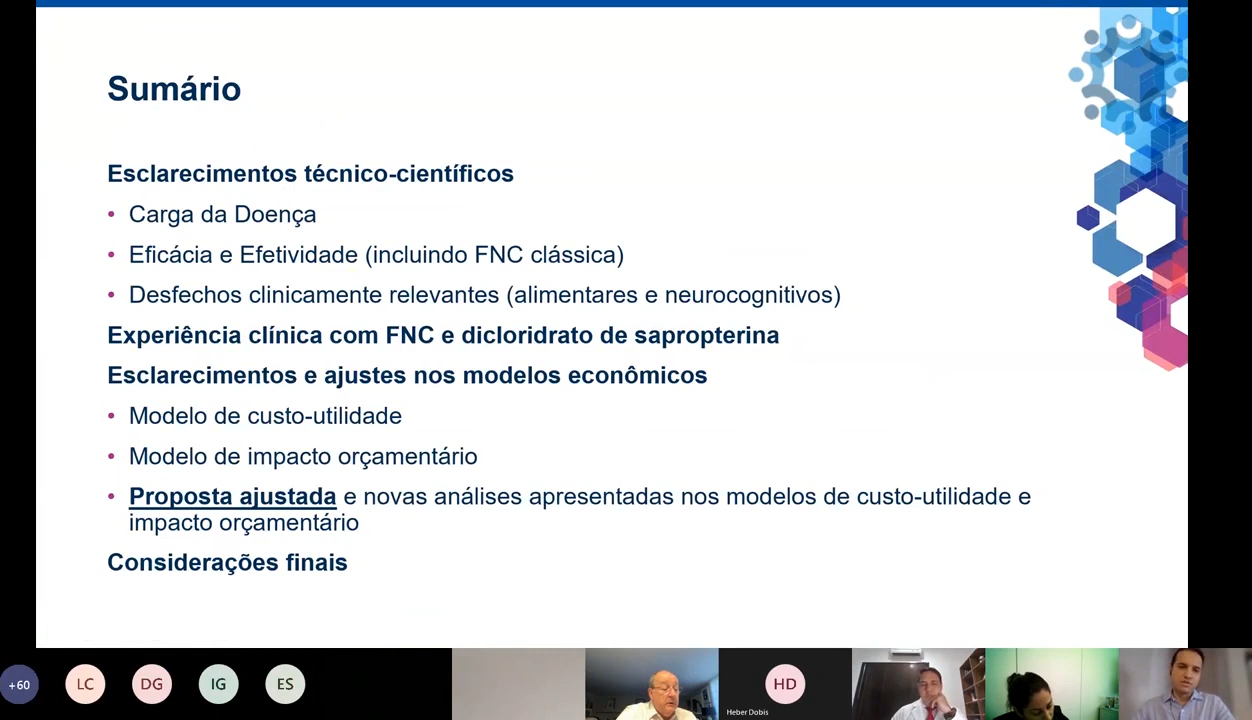 Sumário
Esclarecimentos técnico-científicos
• Carga da Doença
• Eficácia e Efetividade (incluindo FNC clássica)
• Desfechos clinicamente relevantes (alimentares e neurocognitivos)
Experiência clínica com FNC e dicloridrato de sapropterina
Esclarecimentos e ajustes nos modelos econômicos
• Modelo de custo-utilidade
• Modelo de impacto orçamentário
• Proposta ajustada e novas análises apresentadas nos modelos de custo-utilidade e
impacto orçamentário
Considerações finais
+60
LC
DG
IG
ES
HD
Heber Dobis